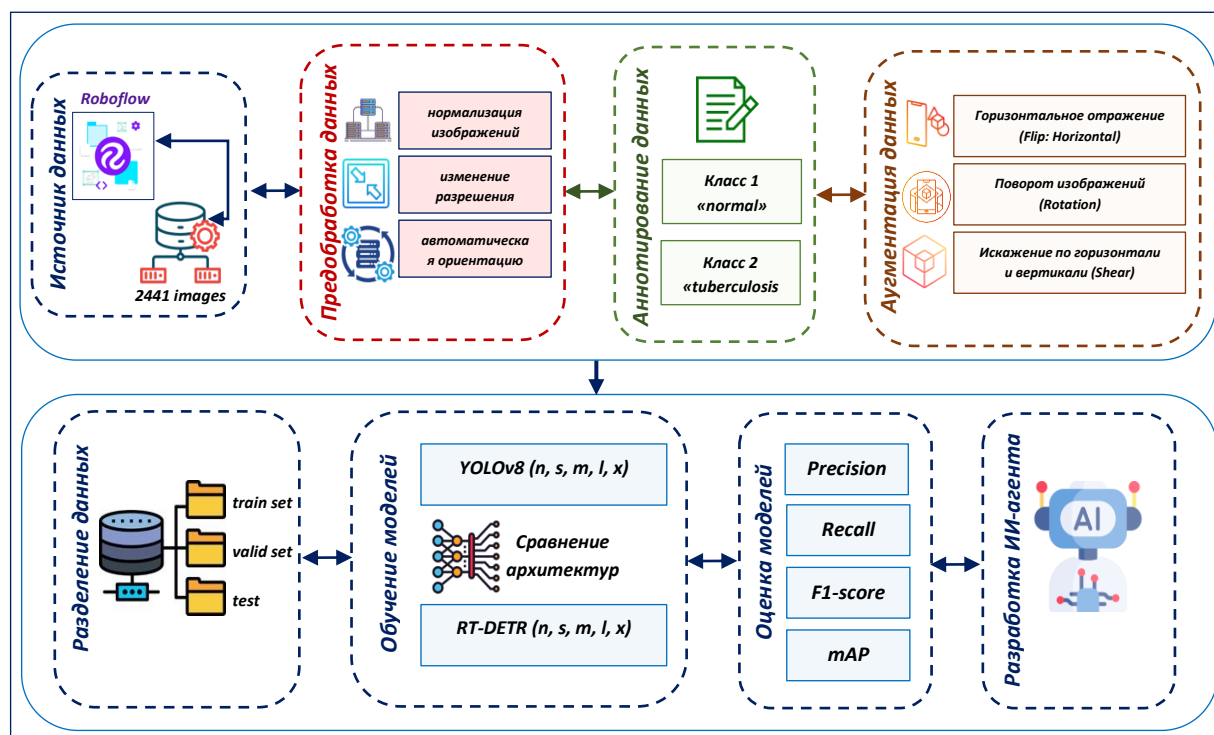 Источник данных
Roboflow
2441 images
Предобработка данных
нормализация
изображений
изменение
разрешения
автоматическа
я ориентацию
Аннотирование данных
Класс 1
«normal»
Класс 2
«tuberculosis
Аугментация данных
Горизонтальное отражение
(Flip: Horizontal)
Поворот изображений
(Rotation)
Искажение по горизонтали
и вертикали (Shear)
Разделение данных
train set
valid set
test
Обучение моделей
YOLOv8 (n, s, m, l, x)
Сравнение
архитектур
RT-DETR (n, s, m, l, x)
Оценка моделей
Precision
Recall
F1-score
mAP
Разработка ИИ-агента
AI